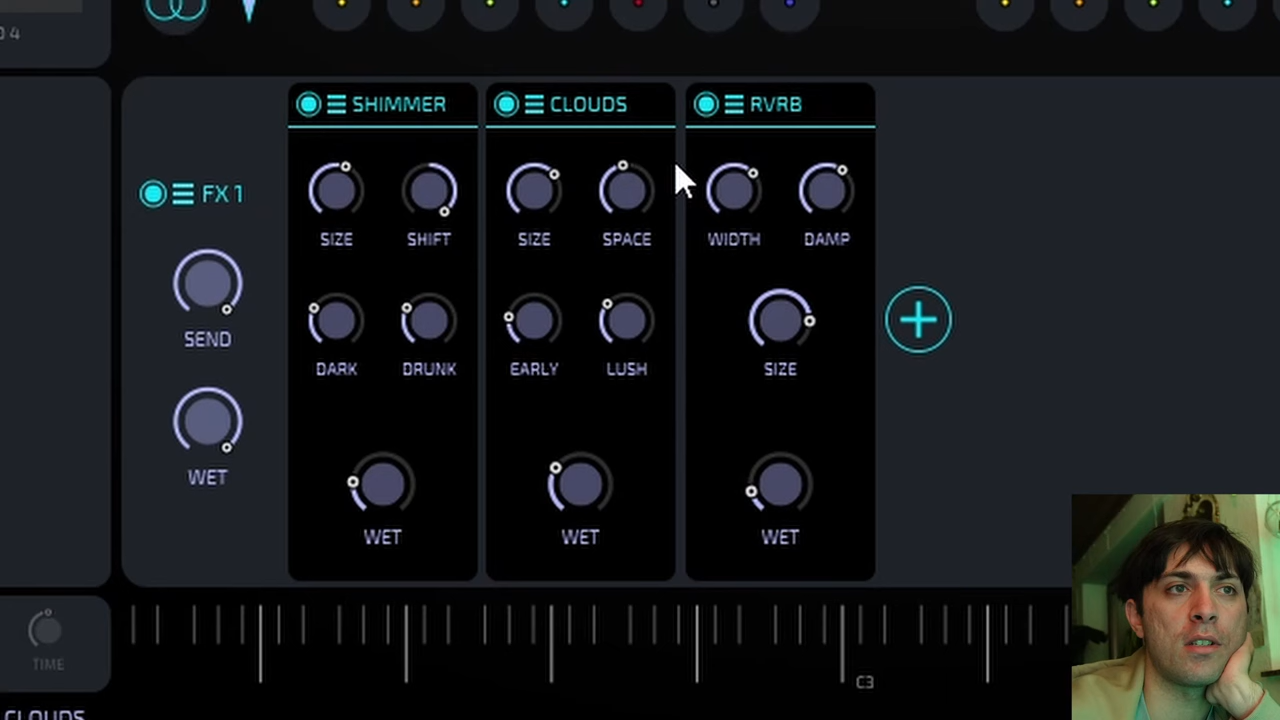 SHIMMER
CLOUDS
RVRB
FX 1
SIZE
SHIFT
SIZE
SPACE
WIDTH
DAMP
SEND
DARK
DRUNK
EARLY
LUSH
SIZE
WET
WET
WET
WET
TIME
C3
CLOUDS